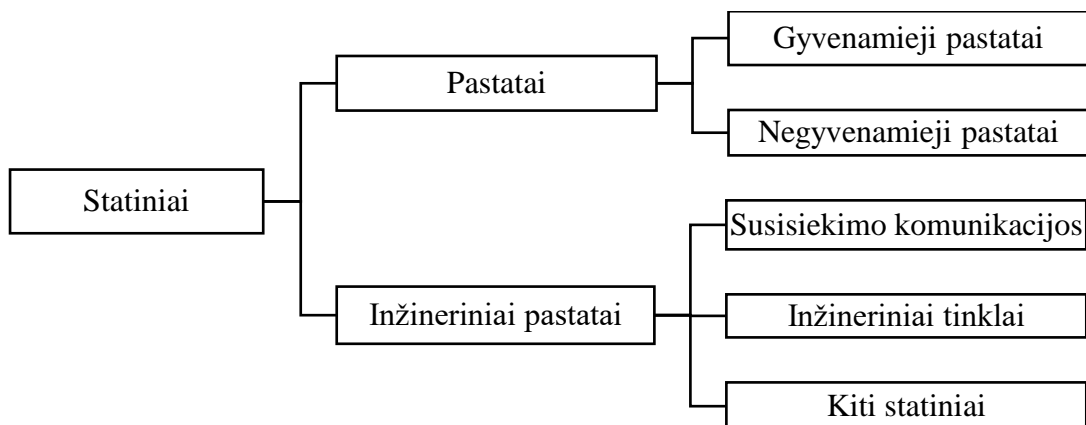 Statiniai
Pastatai
Gyvenamieji pastatai
Negyvenamieji pastatai
Inžineriniai pastatai
Susisiekimo komunikacijos
Inžineriniai tinklai
Kiti statiniai